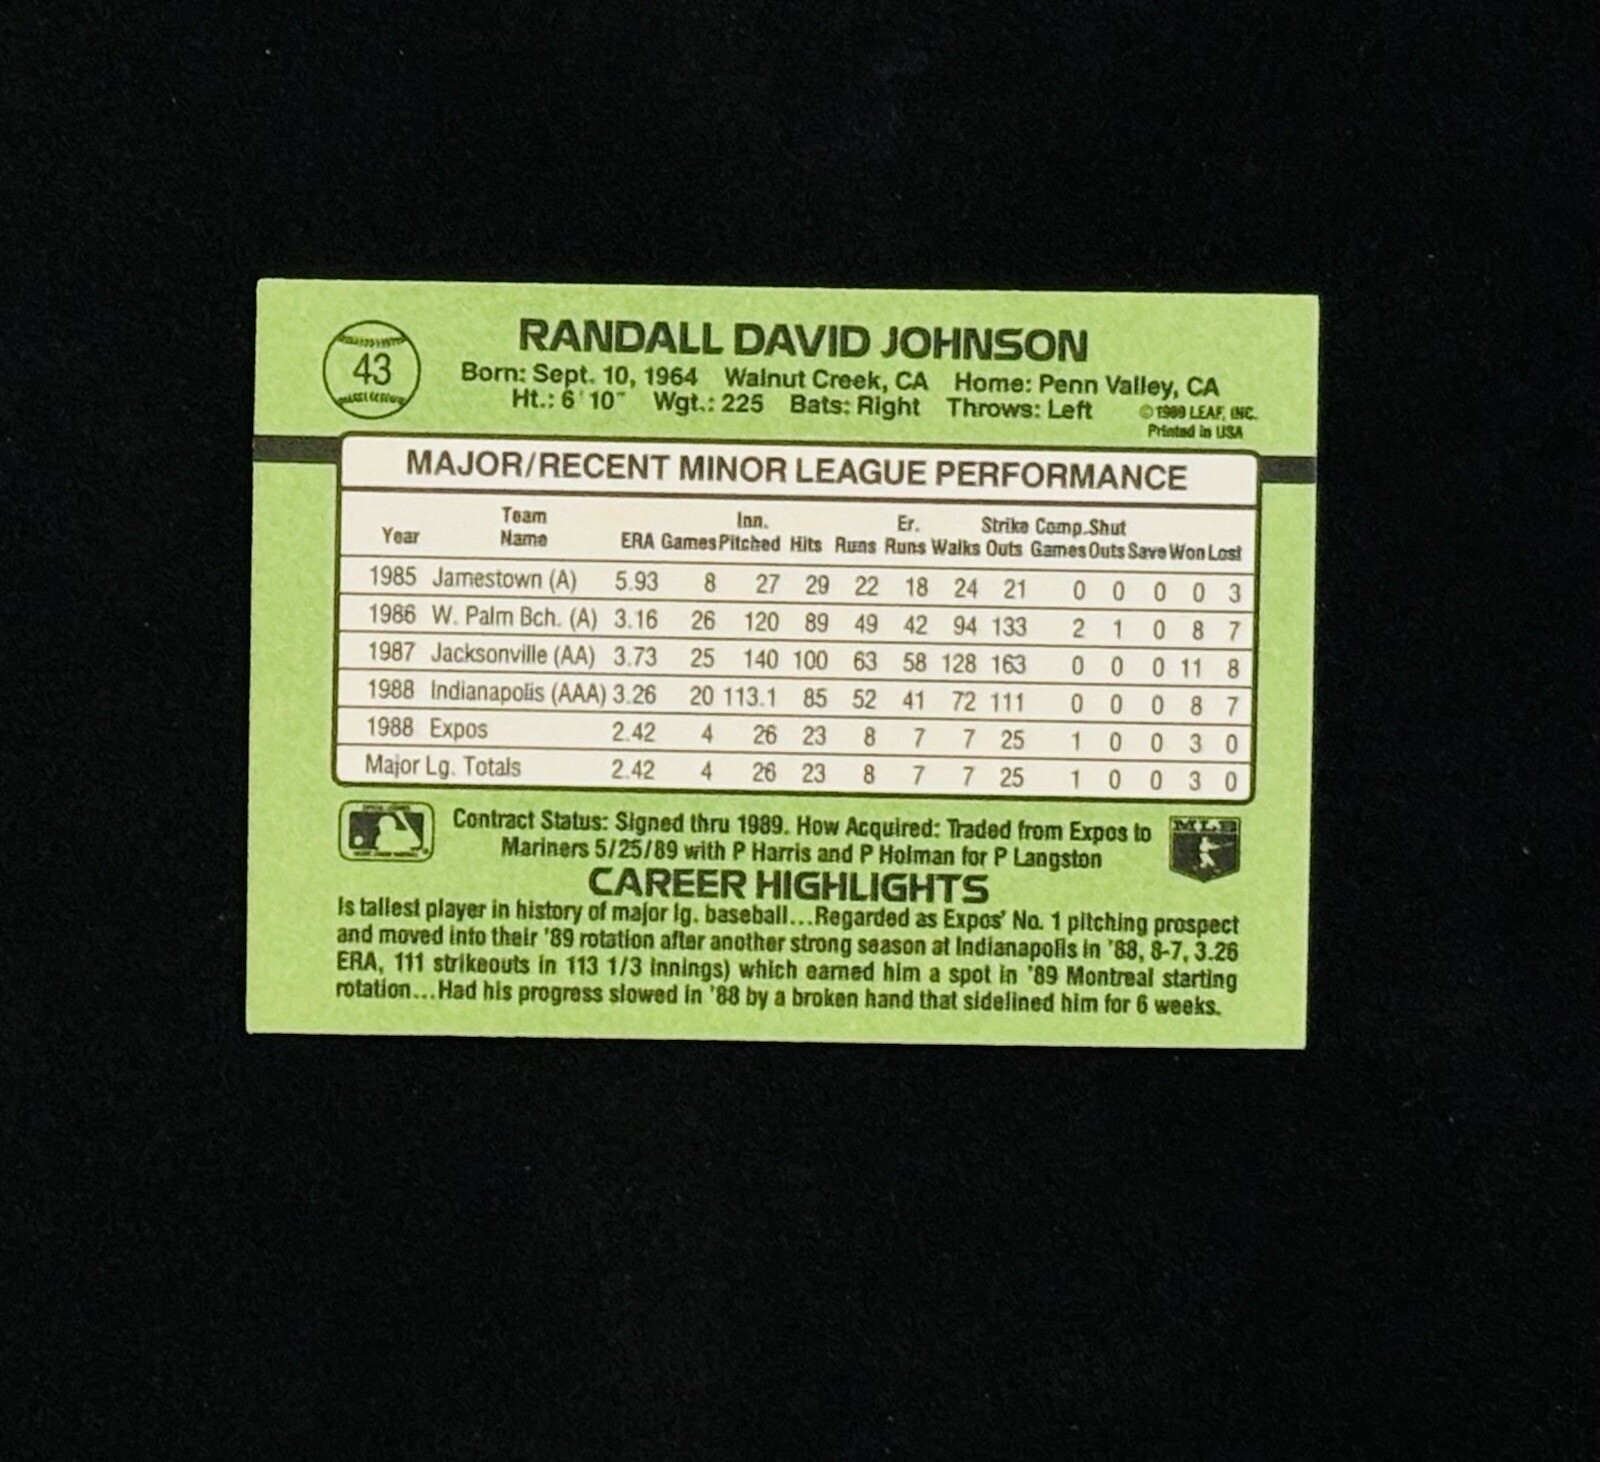 43
RANDALL DAVID JOHNSON
Born: Sept. 10, 1964 Walnut Creek, CA Home: Penn Valley, CA
Ht.: 6' 10" Wgt.: 225 Bats: Right Throws: Left
©1989 LEAF, INC.
Printed in USA
MAJOR/RECENT MINOR LEAGUE PERFORMANCE
Year Team Name ERA Games Inn. Pitched Hits Runs Er. Runs Walks Strike Outs Comp. Games Shut Outs Save Won Lost
1985 Jamestown (A) 5.93 8 27 29 22 18 24 21 0 0 0 0 3
1986 W. Palm Bch. (A) 3.16 26 120 89 49 42 94 133 2 1 0 8 7
1987 Jacksonville (AA) 3.73 25 140 100 63 58 128 163 0 0 0 11 8
1988 Indianapolis (AAA) 3.26 20 113.1 85 52 41 72 111 0 0 0 8 7
1988 Expos 2.42 4 26 23 8 7 7 25 1 0 0 3 0
Major Lg. Totals 2.42 4 26 23 8 7 7 25 1 0 0 3 0
Contract Status: Signed thru 1989. How Acquired: Traded from Expos to
Mariners 5/25/89 with P Harris and P Holman for P Langston
MLB
CAREER HIGHLIGHTS
Is tallest player in history of major lg. baseball...Regarded as Expos' No. 1 pitching prospect
and moved into their '89 rotation after another strong season at Indianapolis in '88, 8-7, 3.26
ERA, 111 strikeouts in 113 1/3 innings) which earned him a spot in '89 Montreal starting
rotation...Had his progress slowed in '88 by a broken hand that sidelined him for 6 weeks.